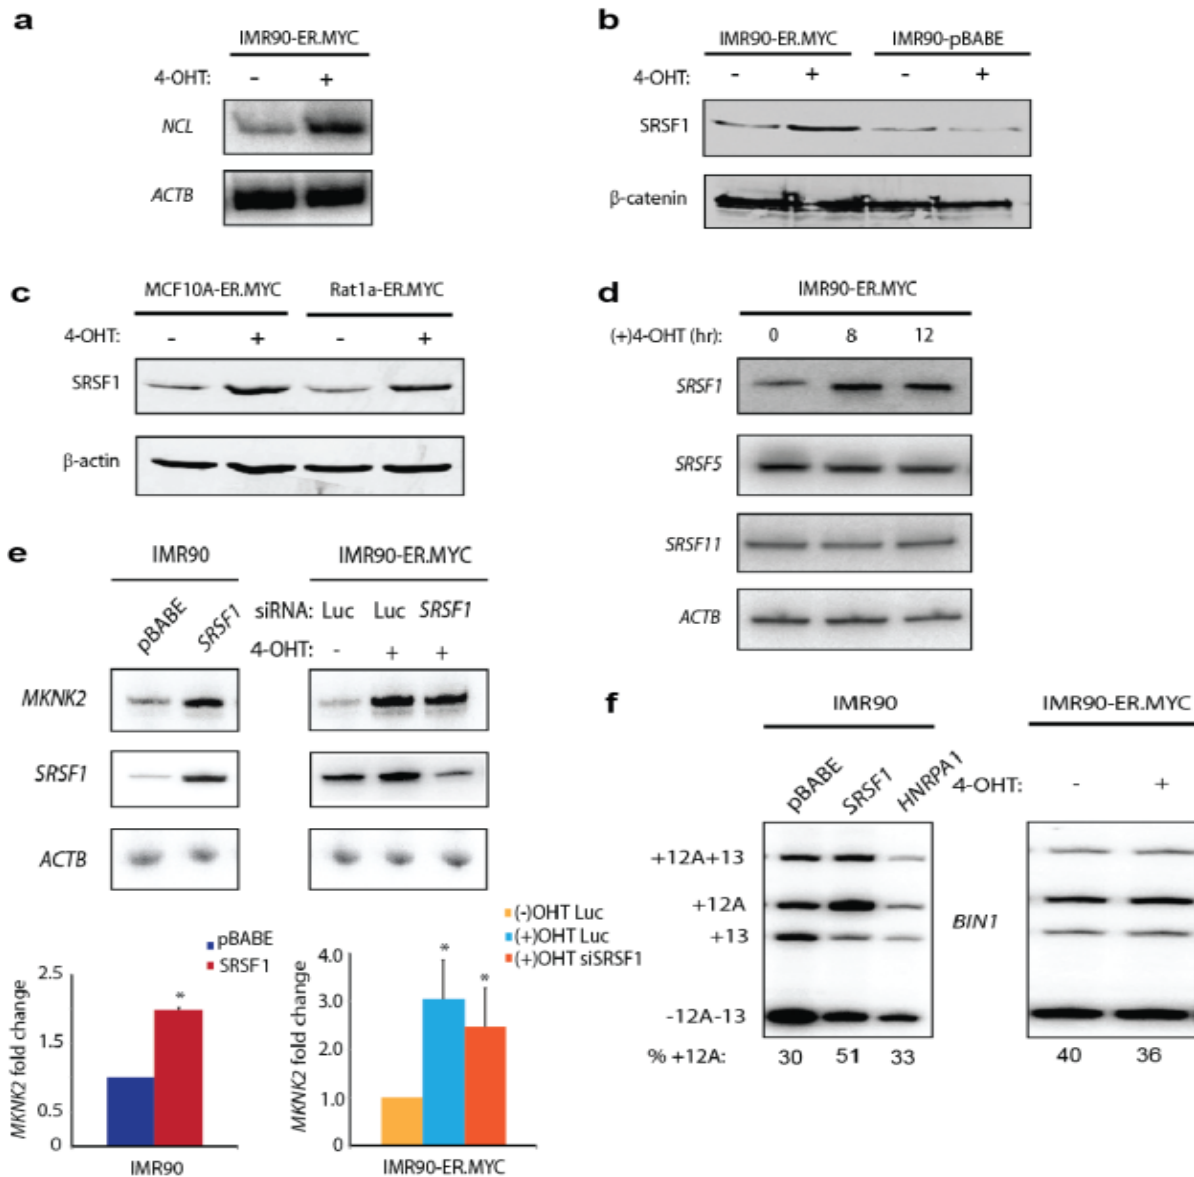 a
IMR90-ER.MYC
4-OHT: - +
NCL
ACTB
b
IMR90-ER.MYC IMR90-pBABE
4-OHT: - + - +
SRSF1
β-catenin
c
MCF10A-ER.MYC Rat1a-ER.MYC
4-OHT: - + - +
SRSF1
β-actin
d
IMR90-ER.MYC
(+)4-OHT (hr): 0 8 12
SRSF1
SRSF5
SRSF11
ACTB
e
IMR90 IMR90-ER.MYC
pBABE SRSF1 siRNA: Luc Luc SRSF1
4-OHT: - + +
MKNK2
SRSF1
ACTB
pBABE
SRSF1
2.5
1.5
0.5
0
MKNK2 fold change
*
IMR90
(-)OHT Luc
(+)OHT Luc
(+)OHT siSRSF1
4.0
3.0
2.0
1.0
0
MKNK2 fold change
* *
IMR90-ER.MYC
f
IMR90 IMR90-ER.MYC
pBABE SRSF1 HNRPA1 4-OHT: - +
+12A+13
+12A
+13
-12A-13
BIN1
% +12A: 30 51 33 40 36